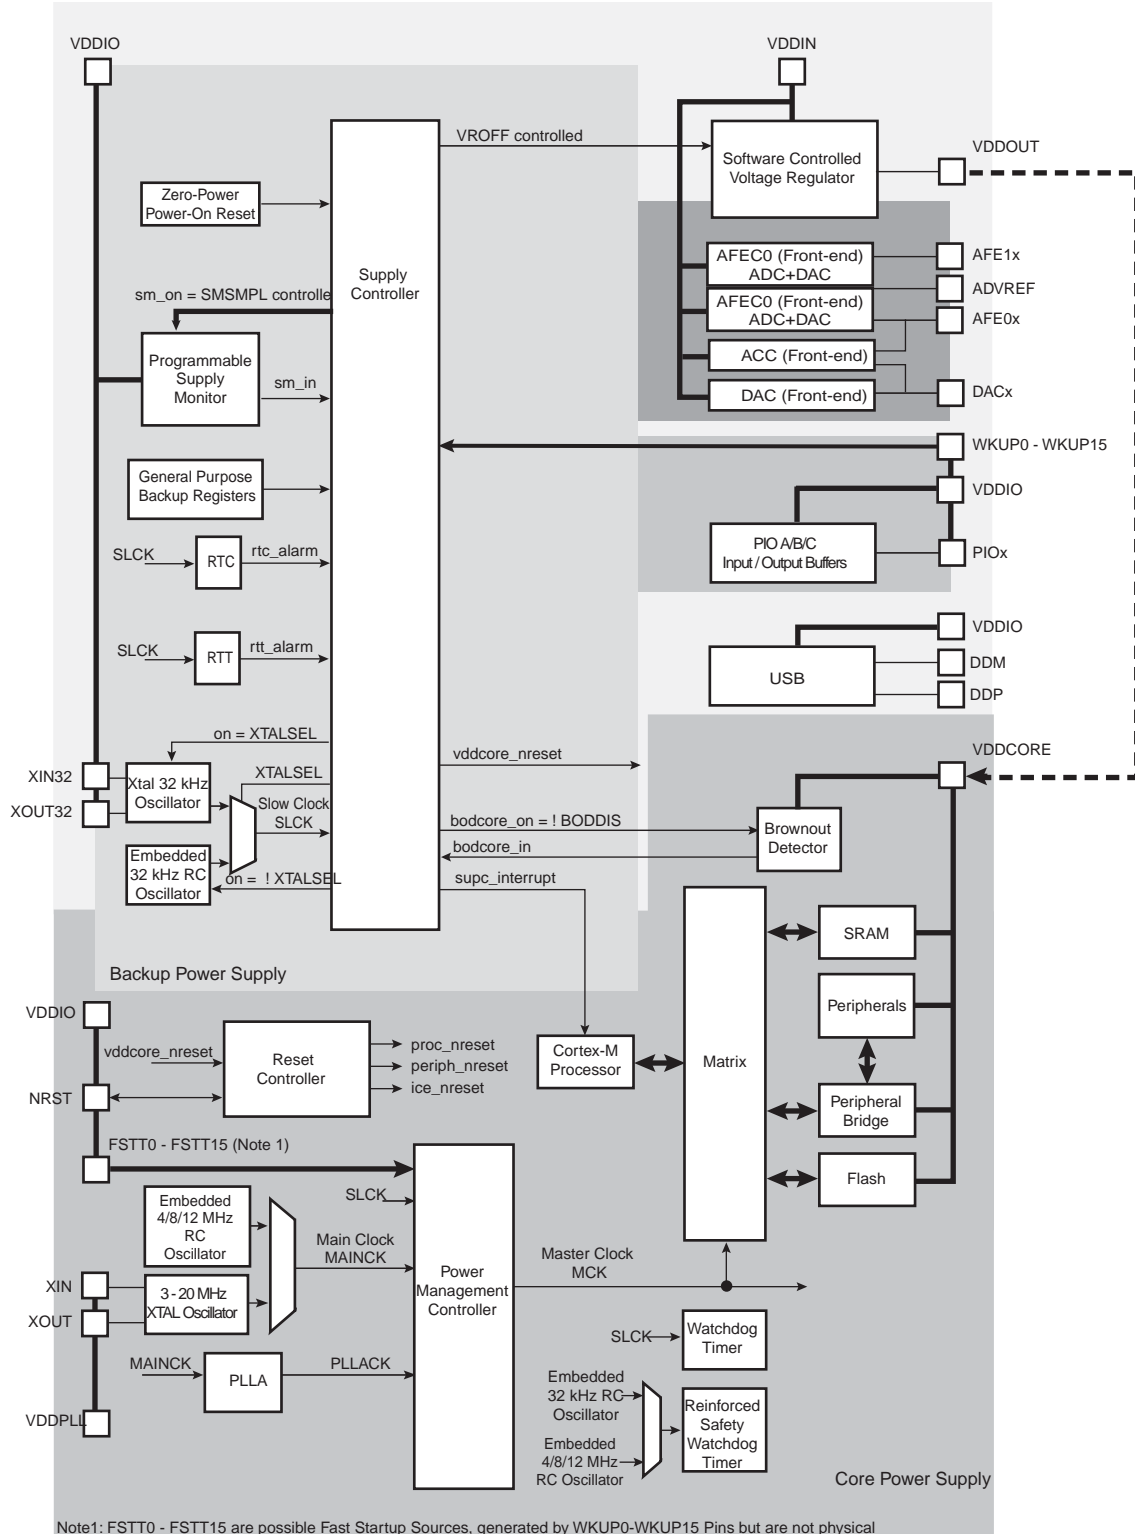 VDDIO
VDDIN
VROFF controlled
Software Controlled
Voltage Regulator
VDDOUT
Zero-Power
Power-On Reset
Supply
Controller
AFEC0 (Front-end)
ADC+DAC
AFE1x
ADVREF
AFEC0 (Front-end)
ADC+DAC
AFE0x
sm_on = SMSMPL controlle
Programmable
Supply
Monitor
sm_in
ACC (Front-end)
DAC (Front-end)
DACx
WKUP0 - WKUP15
General Purpose
Backup Registers
VDDIO
PIO A/B/C
Input / Output Buffers
PIOx
SLCK
RTC
rtc_alarm
SLCK
RTT
rtt_alarm
VDDIO
USB
DDM
DDP
on = XTALSEL
vddcore_nreset
VDDCORE
XIN32
XOUT32
Xtal 32 kHz
Oscillator
XTALSEL
Slow Clock
SLCK
bodcore_on = ! BODDIS
bodcore_in
Brownout
Detector
Embedded
32 kHz RC
Oscillator
on = ! XTALSEL
supc_interrupt
SRAM
Backup Power Supply
Peripherals
VDDIO
vddcore_nreset
Reset
Controller
proc_nreset
periph_nreset
ice_nreset
Cortex-M
Processor
Matrix
NRST
Peripheral
Bridge
FSTT0 - FSTT15 (Note 1)
Flash
SLCK
Embedded
4/8/12 MHz
RC
Oscillator
Main Clock
MAINCK
Power
Management
Controller
Master Clock
MCK
XIN
XOUT
3 - 20 MHz
XTAL Oscillator
SLCK
Watchdog
Timer
MAINCK
PLLA
PLLACK
Embedded
32 kHz RC
Oscillator
Reinforced
Safety
Watchdog
Timer
VDDPLL
Embedded
4/8/12 MHz
RC Oscillator
Core Power Supply
Note1: FSTT0 - FSTT15 are possible Fast Startup Sources, generated by WKUP0-WKUP15 Pins but are not physical